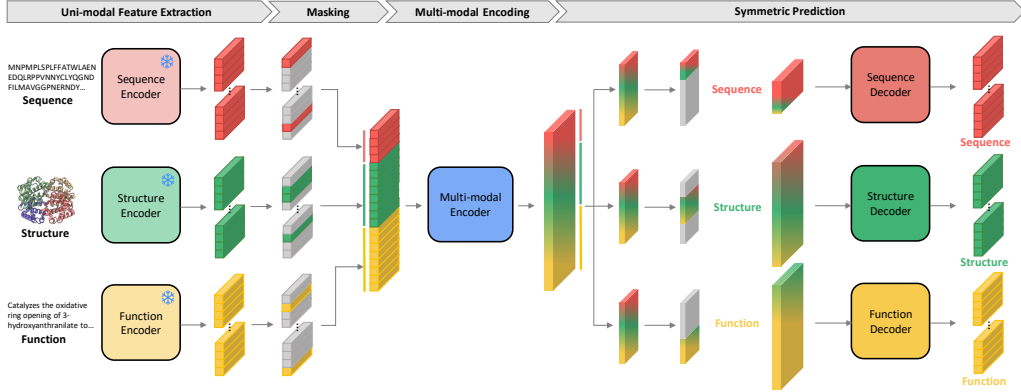 Uni-modal Feature Extraction
Masking
Multi-modal Encoding
Symmetric Prediction
MNPMPLSPLFFATWLAEN
EDQLRPPVNNYCLYQGND
FILMAVGGPNERNDY...
Sequence
Sequence
Encoder
Sequence
Sequence
Decoder
Sequence
Structure
Structure
Encoder
Multi-modal
Encoder
Structure
Structure
Decoder
Structure
Catalyzes the oxidative
ring opening of 3-
hydroxyanthranilate to...
Function
Function
Encoder
Function
Function
Decoder
Function